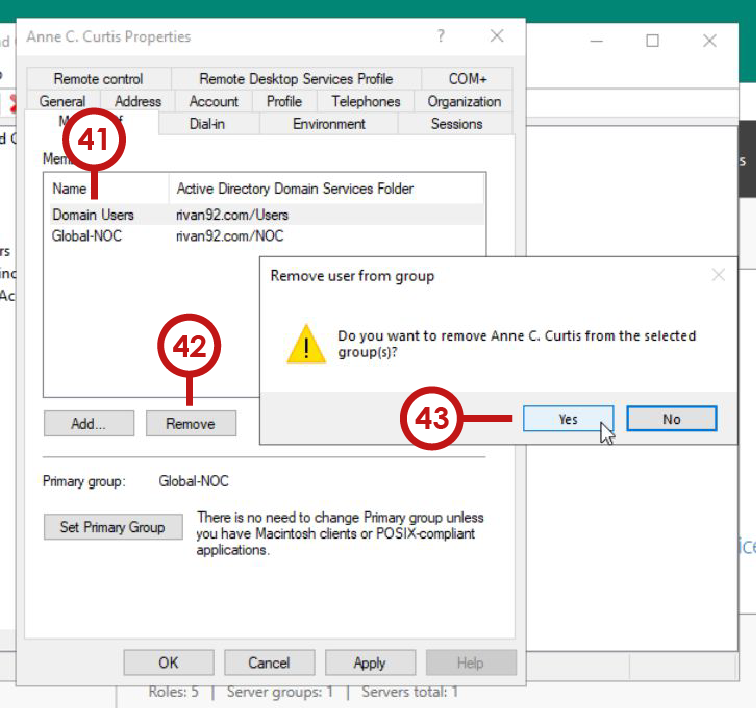 Anne C. Curtis Properties
Remote control Remote Desktop Services Profile COM+
General Address Account Profile Telephones Organization
Dial-in Environment Sessions
41
Name Active Directory Domain Services Folder
Domain Users rivan92.com/Users
Global-NOC rivan92.com/NOC
Remove user from group
Do you want to remove Anne C. Curtis from the selected
group(s)?
42
43
Yes No
Add... Remove
Primary group: Global-NOC
Set Primary Group
There is no need to change Primary group unless
you have Macintosh clients or POSIX-compliant
applications.
OK Cancel Apply Help
Roles: 5 | Server groups: 1 | Servers total: 1